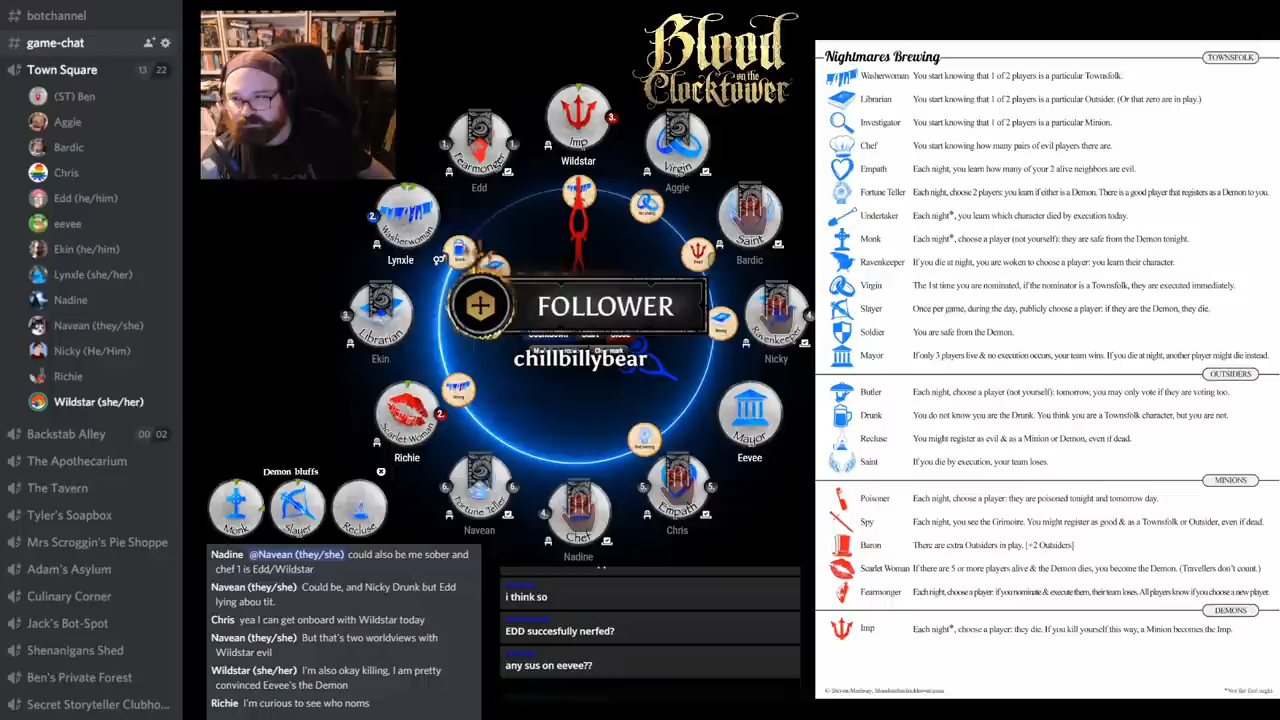 botchannel
game-chat
Town Square 13 22
STD Ben
Aggie
Bardic
Chris
Ed (he/him)
eevee
Ekin (he/him)
Lynxle (she/her)
Nadine
Navean (they/she)
Nicky (He/Him)
Richie
Wildstar (she/her)
Backstab Alley 00 02
The Apothecarium
The Tavern
Tyler's Soapbox
Mrs Scroggin's Pie Shoppe
Adam's Asylum
Culinary Corner
Jack's Bot-Spot
Shenanigans Shed
Ben's Private Forest
Secret Storyteller Clubho...
Blood
on the
Clocktower
Imp
Wildstar
Fearmonger
Edd
Virgin
Aggie
Washerwoman
Lynxle
Saint
Bardic
Librarian
Ekin
Ravenkeeper
Nicky
Scarlet Woman
Richie
Mayor
Eevee
Fortune Teller
Navean
Chef
Nadine
Empath
Chris
FOLLOWER
chillbillybear
Demon bluffs
Monk
Slayer
Recluse
Nadine @Navean (they/she) could also be me sober and
chef 1 is Edd/Wildstar
Navean (they/she) Could be, and Nicky Drunk but Edd
lying abou tit.
Chris yea I can get onboard with Wildstar today
Navean (they/she) But that's two worldviews with
Wildstar evil
Wildstar (she/her) I'm also okay killing, I am pretty
convinced Eevee's the Demon
Richie I'm curious to see who noms
i think so
EDD succesfully nerfed?
any sus on eevee??
Nightmares Brewing
TOWNSFOLK
Washerwoman You start knowing that 1 of 2 players is a particular Townsfolk.
Librarian You start knowing that 1 of 2 players is a particular Outsider. (Or that zero are in play.)
Investigator You start knowing that 1 of 2 players is a particular Minion.
Chef You start knowing how many pairs of evil players there are.
Empath Each night, you learn how many of your 2 alive neighbors are evil.
Fortune Teller Each night, choose 2 players: you learn if either is a Demon. There is a good player that registers as a Demon to you.
Undertaker Each night*, you learn which character died by execution today.
Monk Each night*, choose a player (not yourself): they are safe from the Demon tonight.
Ravenkeeper If you die at night, you are woken to choose a player: you learn their character.
Virgin The 1st time you are nominated, if the nominator is a Townsfolk, they are executed immediately.
Slayer Once per game, during the day, publicly choose a player: if they are the Demon, they die.
Soldier You are safe from the Demon.
Mayor If only 3 players live & no execution occurs, your team wins. If you die at night, another player might die instead.
OUTSIDERS
Butler Each night, choose a player (not yourself): tomorrow, you may only vote if they are voting too.
Drunk You do not know you are the Drunk. You think you are a Townsfolk character, but you are not.
Recluse You might register as evil & as a Minion or Demon, even if dead.
Saint If you die by execution, your team loses.
MINIONS
Poisoner Each night, choose a player: they are poisoned tonight and tomorrow day.
Spy Each night, you see the Grimoire. You might register as good & as a Townsfolk or Outsider, even if dead.
Baron There are extra Outsiders in play. [+2 Outsiders]
Scarlet Woman If there are 5 or more players alive & the Demon dies, you become the Demon. (Travellers don't count.)
Fearmonger Each night, choose a player: if you nominate & execute them, their team loses. All players know if you choose a new player.
DEMONS
Imp Each night*, choose a player: they die. If you kill yourself this way, a Minion becomes the Imp.
*Not the first night